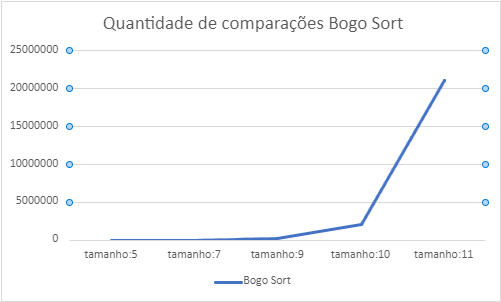 Quantidade de comparações Bogo Sort
25000000
20000000
15000000
10000000
5000000
0
tamanho:5 tamanho:7 tamanho:9 tamanho:10 tamanho:11
Bogo Sort